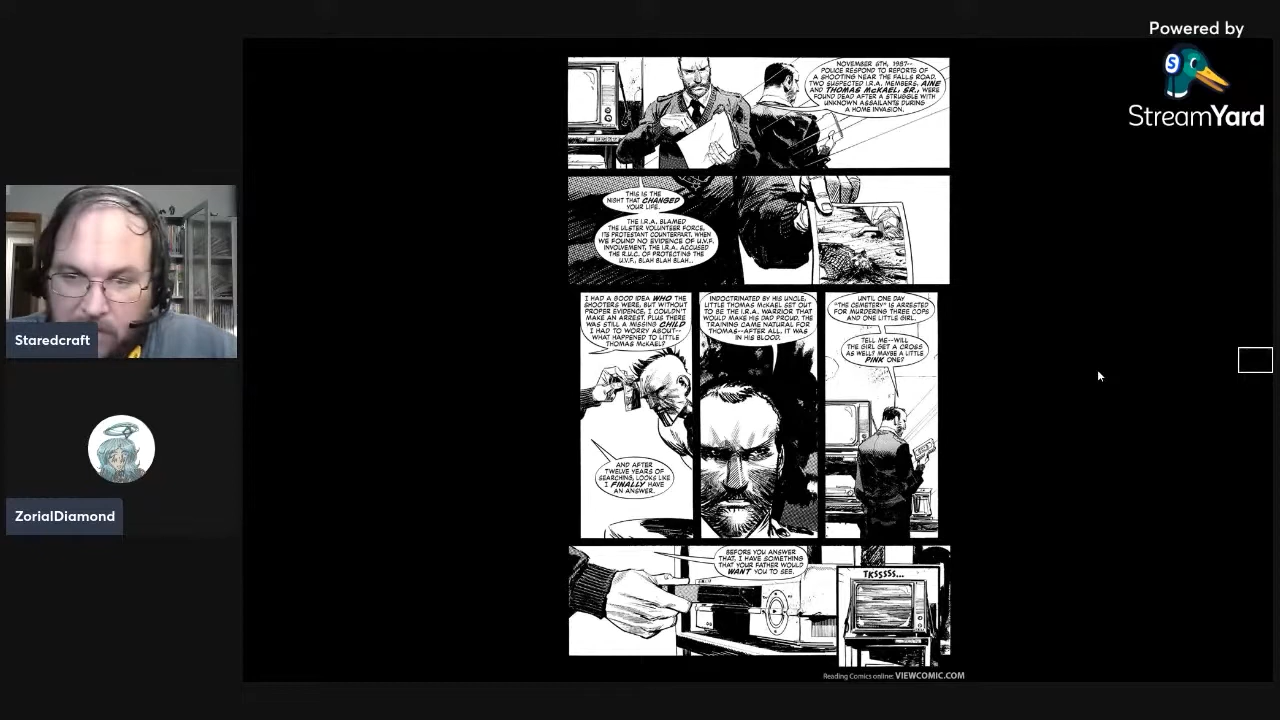 Powered by
StreamYard
Staredcraft
ZorialDiamond
NOVEMBER 6TH, 1987--
POLICE RESPOND TO REPORTS OF
A SHOOTING NEAR THE FALLS ROAD.
TWO SUSPECTED I.R.A. MEMBERS, AINE
AND THOMAS McKAEL, SR., WERE
FOUND DEAD AFTER A STRUGGLE WITH
UNKNOWN ASSAILANTS DURING
A HOME INVASION.
THIS IS THE
NIGHT THAT CHANGED
YOUR LIFE.
THE I.R.A. BLAMED
THE ULSTER VOLUNTEER FORCE,
ITS PROTESTANT COUNTERPART. WHEN
WE FOUND NO EVIDENCE OF U.V.F.
INVOLVEMENT, THE I.R.A. ACCUSED
THE R.U.C. OF PROTECTING THE
U.V.F., BLAH BLAH BLAH..
I HAD A GOOD IDEA WHO THE
SHOOTERS WERE, BUT WITHOUT
PROPER EVIDENCE, I COULDN'T
MAKE AN ARREST. PLUS THERE
WAS STILL A MISSING CHILD
I HAD TO WORRY ABOUT--
WHAT HAPPENED TO LITTLE
THOMAS McKAEL?
AND AFTER
TWELVE YEARS OF
SEARCHING, LOOKS LIKE
I FINALLY HAVE
AN ANSWER.
INDOCTRINATED BY HIS UNCLE,
LITTLE THOMAS McKAEL SET OUT
TO BE THE I.R.A. WARRIOR THAT
WOULD MAKE HIS DAD PROUD. THE
TRAINING CAME NATURAL FOR
THOMAS--AFTER ALL, IT WAS
IN HIS BLOOD.
UNTIL ONE DAY
"THE CEMETERY" IS ARRESTED
FOR MURDERING THREE COPS
AND ONE LITTLE GIRL.
TELL ME--WILL
THE GIRL GET A CROSS
AS WELL? MAYBE A LITTLE
PINK ONE?
BEFORE YOU ANSWER
THAT, I HAVE SOMETHING
THAT YOUR FATHER WOULD
WANT YOU TO SEE.
TKSSSSS...
Reading Comics online: VIEWCOMIC.COM